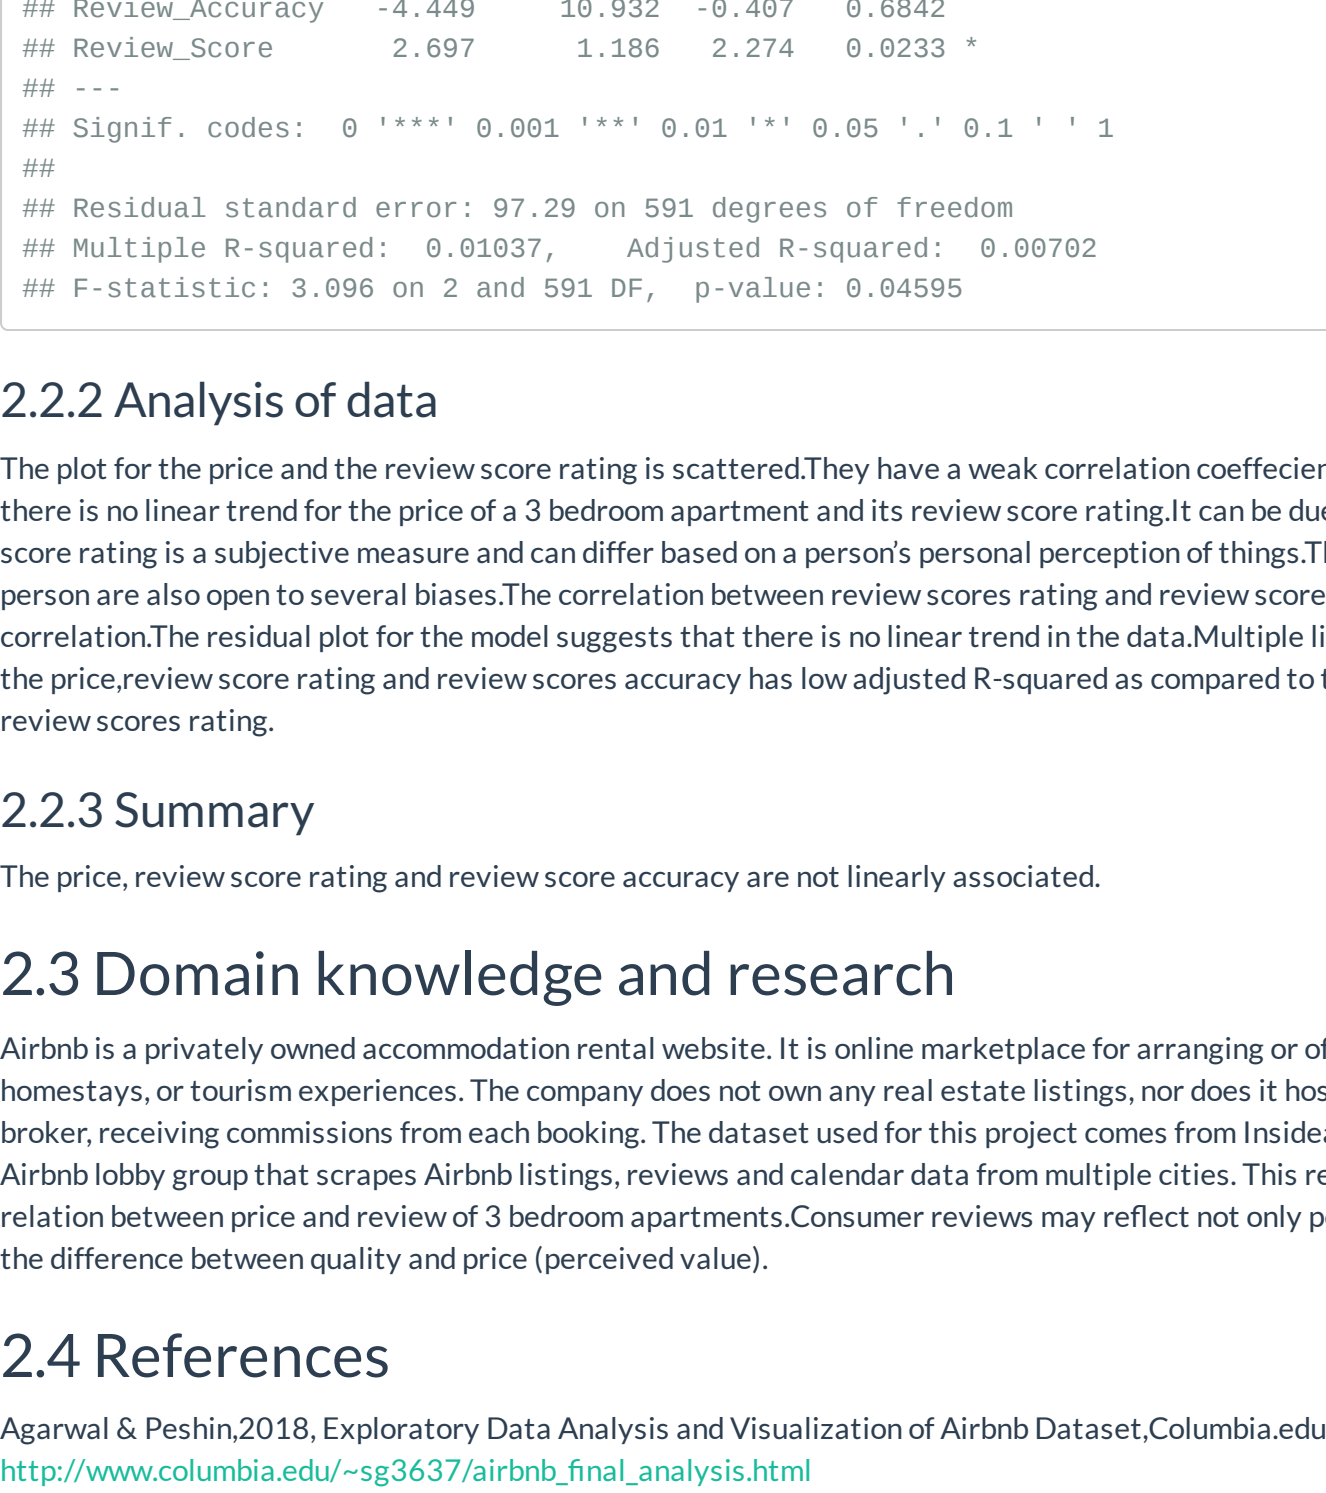 ## Review_Accuracy   -4.449     10.932  -0.407   0.6842
## Review_Score       2.697      1.186   2.274   0.0233 *
## ---
## Signif. codes:  0 '***' 0.001 '**' 0.01 '*' 0.05 '.' 0.1 ' ' 1
##
## Residual standard error: 97.29 on 591 degrees of freedom
## Multiple R-squared:  0.01037,    Adjusted R-squared:  0.00702
## F-statistic: 3.096 on 2 and 591 DF,  p-value: 0.04595
2.2.2 Analysis of data
The plot for the price and the review score rating is scattered.They have a weak correlation
there is no linear trend for the price of a 3 bedroom apartment and its review score rating.It can be
score rating is a subjective measure and can differ based on a person’s personal perception of things.
person are also open to several biases.The correlation between review scores rating and review score
correlation.The residual plot for the model suggests that there is no linear trend in the data.Multiple
the price,review score rating and review scores accuracy has low adjusted R-squared as compared to
review scores rating.
2.2.3 Summary
The price, review score rating and review score accuracy are not linearly associated.
2.3 Domain knowledge and research
Airbnb is a privately owned accommodation rental website. It is online marketplace for arranging or
homestays, or tourism experiences. The company does not own any real estate listings, nor does it
broker, receiving commissions from each booking. The dataset used for this project comes from
Airbnb lobby group that scrapes Airbnb listings, reviews and calendar data from multiple cities. This
relation between price and review of 3 bedroom apartments.Consumer reviews may reflect not only
the difference between quality and price (perceived value).
2.4 References
Agarwal & Peshin,2018, Exploratory Data Analysis and Visualization of Airbnb Dataset,Columbia.edu
http://www.columbia.edu/~sg3637/airbnb_final_analysis.html